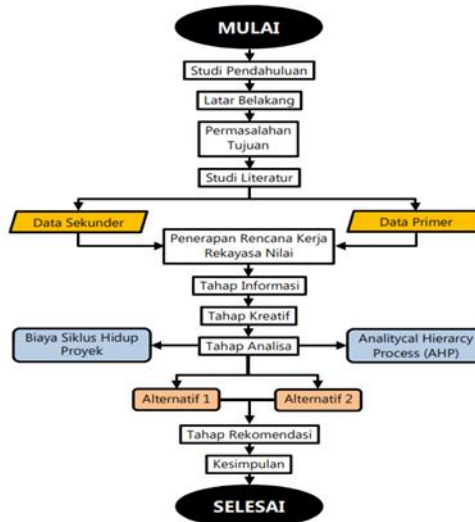 MULAI
Studi Pendahuluan
Latar Belakang
Permasalahan
Tujuan
Studi Literatur
Data Sekunder
Data Primer
Penerapan Rencana Kerja
Rekayasa Nilai
Tahap Informasi
Tahap Kreatif
Biaya Siklus Hidup
Proyek
Tahap Analisa
Analitycal Hierarcy
Process (AHP)
Alternatif 1
Alternatif 2
Tahap Rekomendasi
Kesimpulan
SELESAI